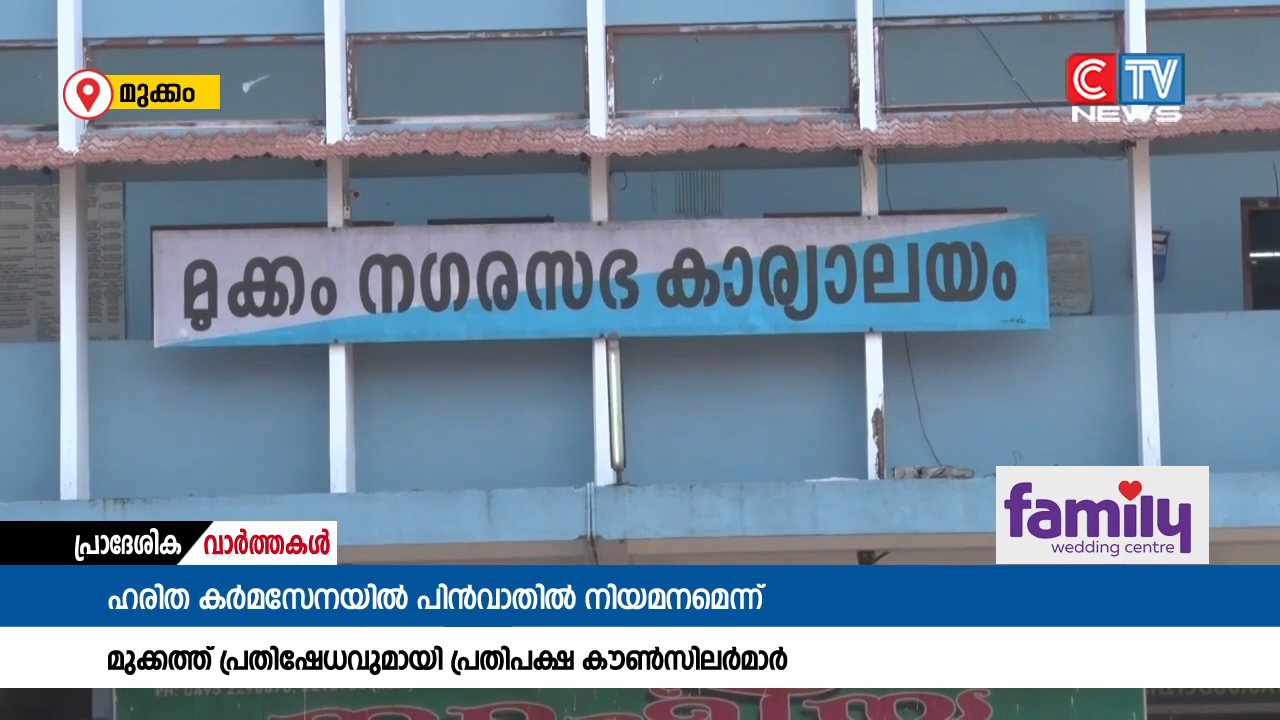 മുക്കം
C TV
NEWS
മുക്കം നഗരസഭ കാര്യാലയം
family
wedding centre
പ്രാദേശിക വാർത്തകൾ
ഹരിത കർമസേനയിൽ പിൻവാതിൽ നിയമനമെന്ന്
മുക്കത്ത് പ്രതിഷേധവുമായി പ്രതിപക്ഷ കൗൺസിലർമാർ